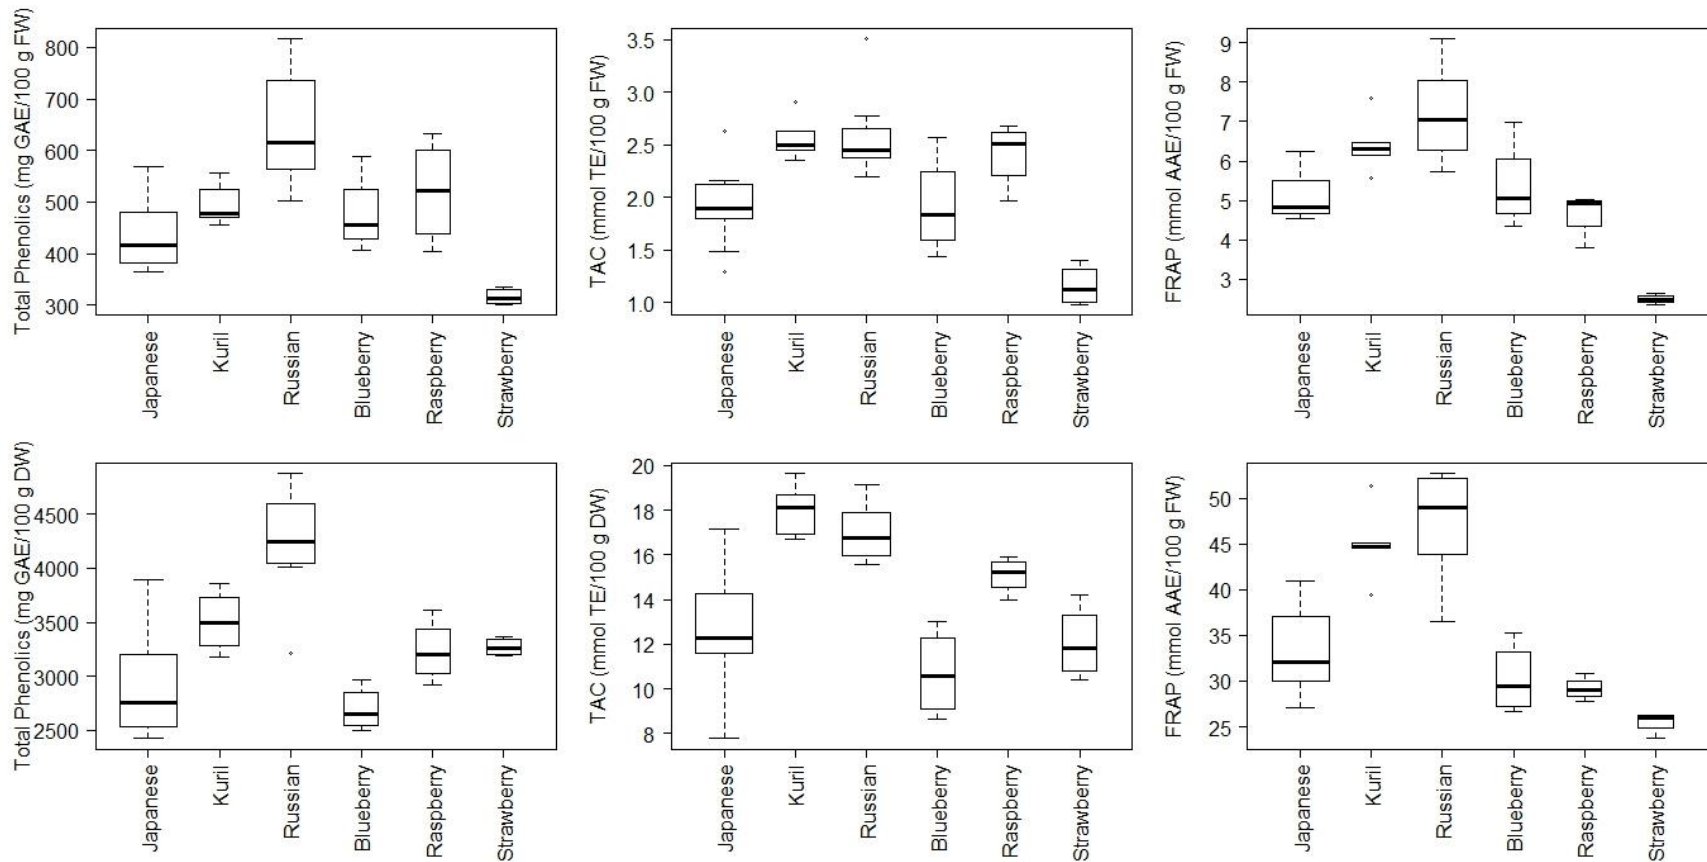 Total Phenolics (mg GAE/100 g FW)
800
700
600
500
400
300
Japanese
Kuril
Russian
Blueberry
Raspberry
Strawberry
TAC (mmol TE/100 g FW)
3.5
3.0
2.5
2.0
1.5
1.0
Japanese
Kuril
Russian
Blueberry
Raspberry
Strawberry
FRAP (mmol AAE/100 g FW)
9
8
7
6
5
4
3
Japanese
Kuril
Russian
Blueberry
Raspberry
Strawberry
Total Phenolics (mg GAE/100 g DW)
4500
4000
3500
3000
2500
Japanese
Kuril
Russian
Blueberry
Raspberry
Strawberry
TAC (mmol TE/100 g DW)
20
18
16
14
12
10
8
Japanese
Kuril
Russian
Blueberry
Raspberry
Strawberry
FRAP (mmol AAE/100 g FW)
50
45
40
35
30
25
Japanese
Kuril
Russian
Blueberry
Raspberry
Strawberry